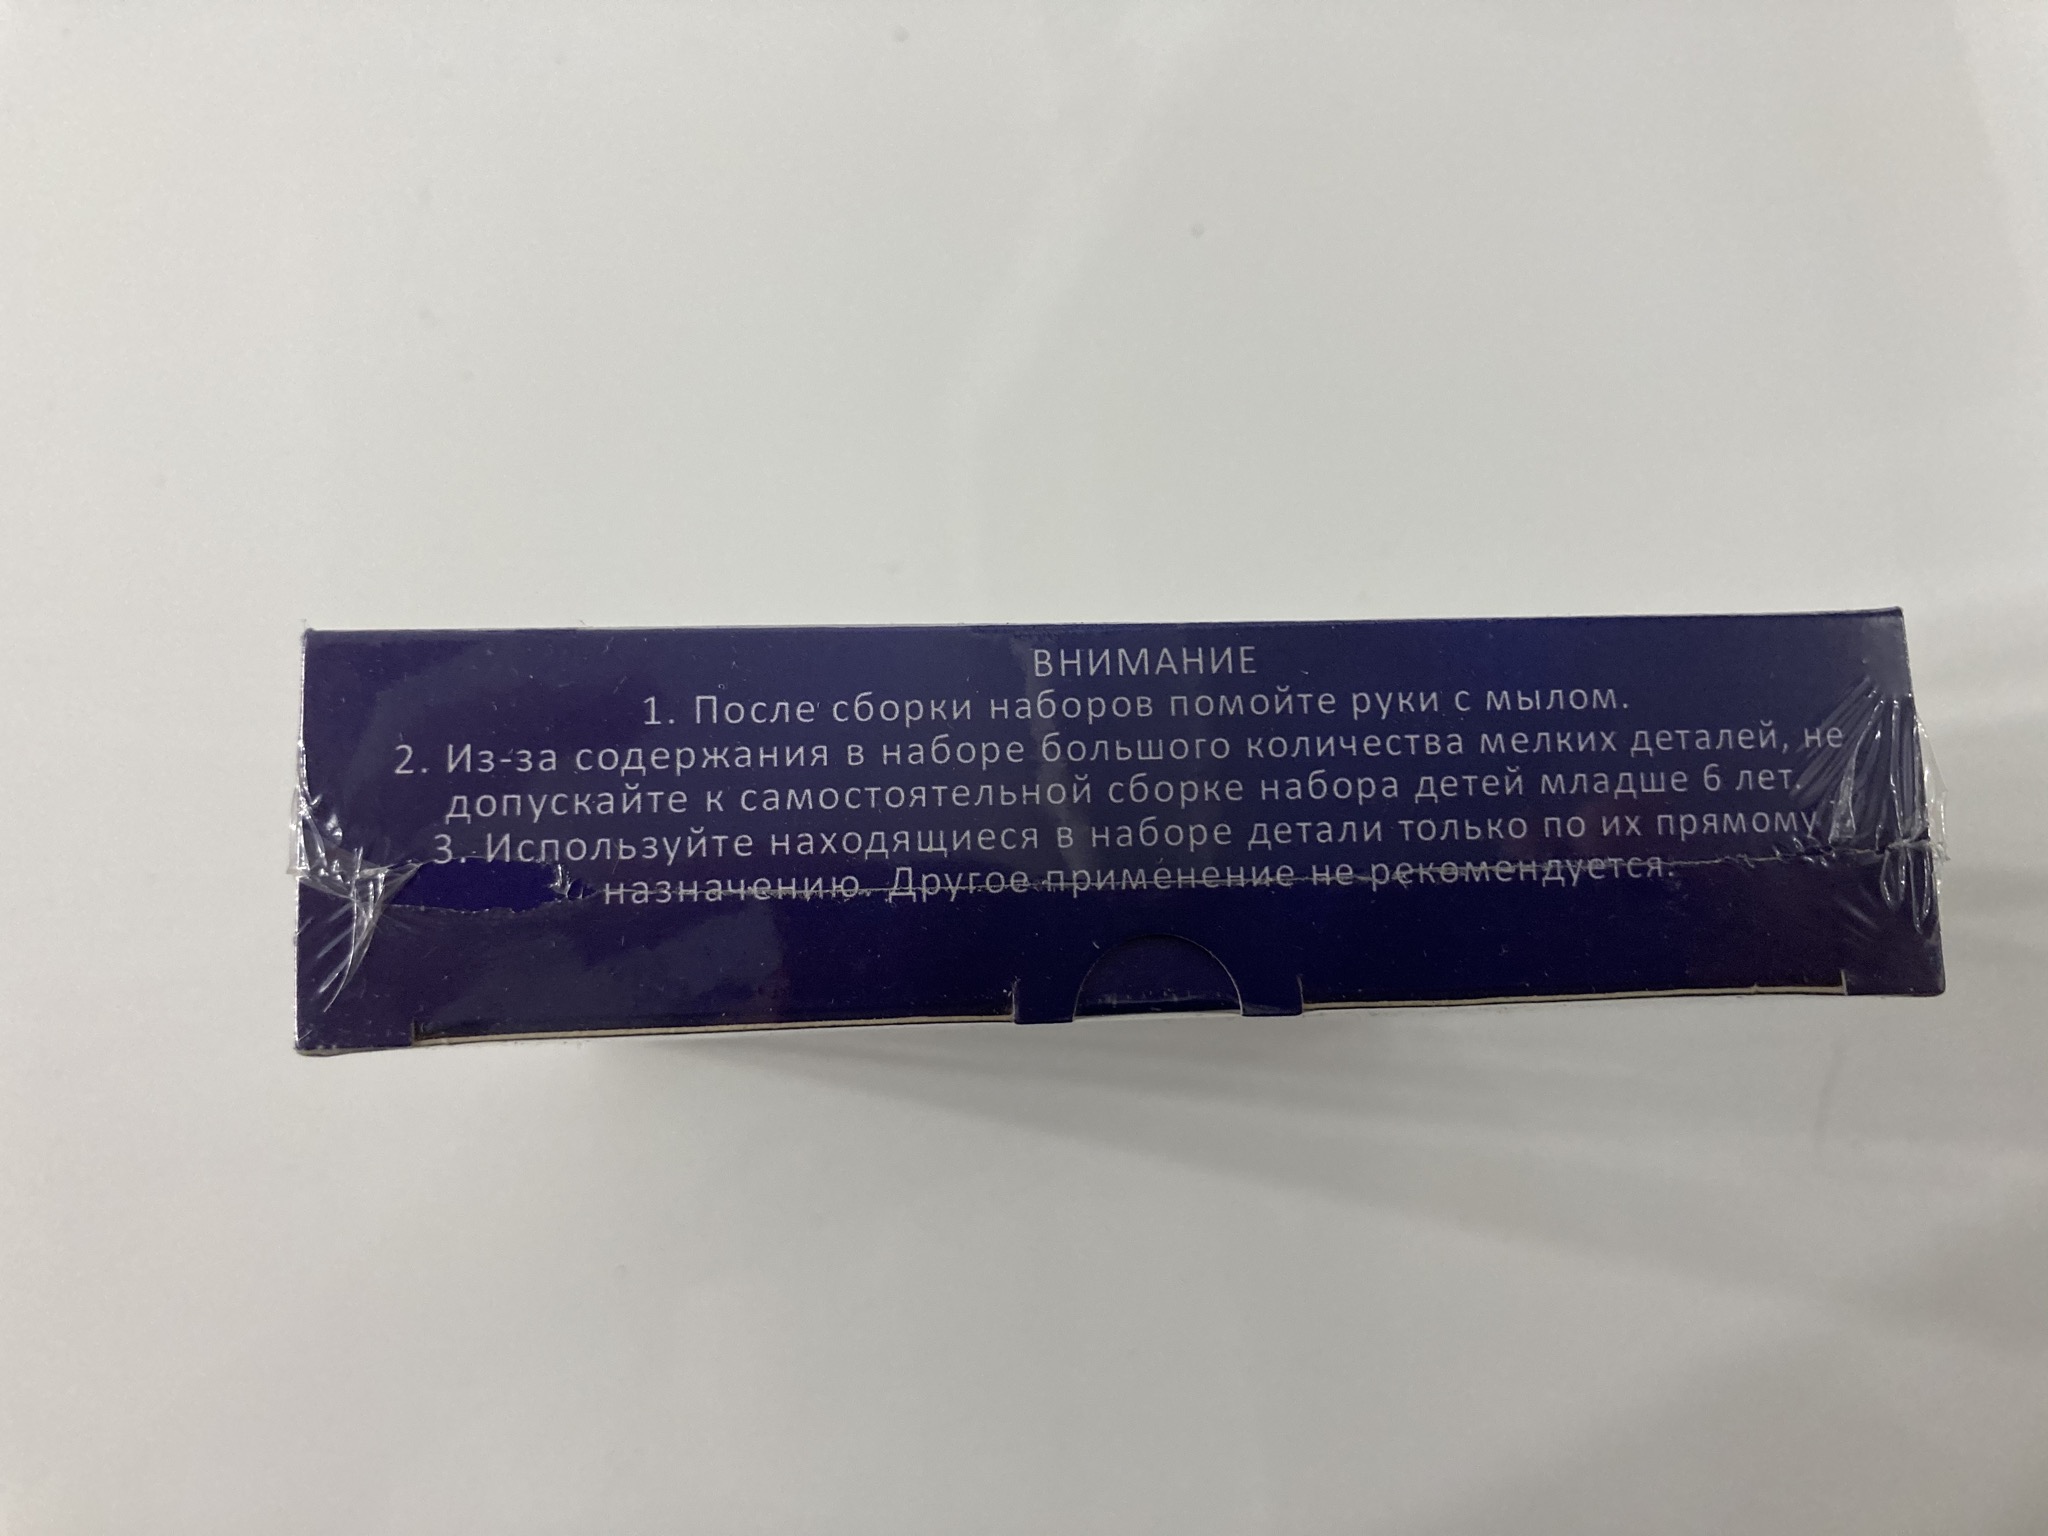 ВНИМАНИЕ
1. После сборки наборов помойте руки с мылом.
2. Из-за содержания в наборе большого количества мелких деталей, не
допускайте к самостоятельной сборке набора детей младше 6 лет.
3. Используйте находящиеся в наборе детали только по их прямому
назначению. Другое применение не рекомендуется.